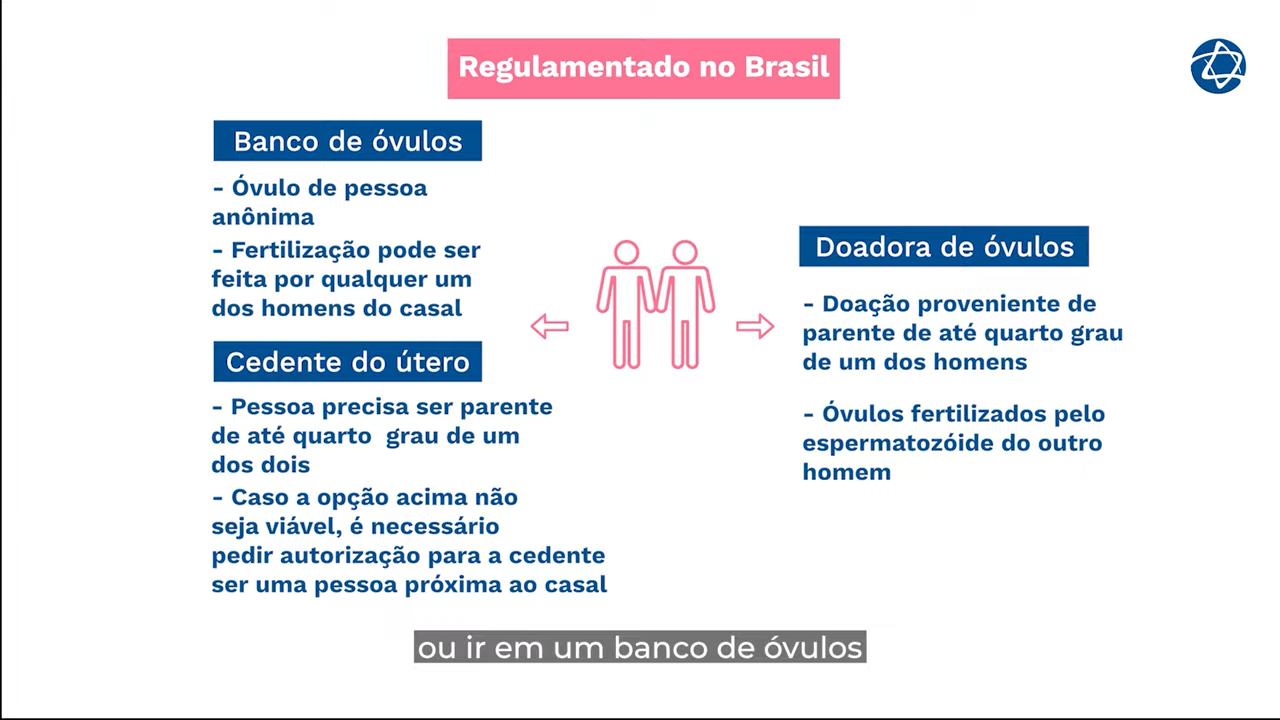 Regulamentado no Brasil
Banco de óvulos
- Óvulo de pessoa
anônima
- Fertilização pode ser
feita por qualquer um
dos homens do casal
Cedente do útero
- Pessoa precisa ser parente
de até quarto grau de um
dos dois
- Caso a opção acima não
seja viável, é necessário
pedir autorização para a cedente
ser uma pessoa próxima ao casal
Doadora de óvulos
- Doação proveniente de
parente de até quarto grau
de um dos homens
- Óvulos fertilizados pelo
espermatozóide do outro
homem
ou ir em um banco de óvulos